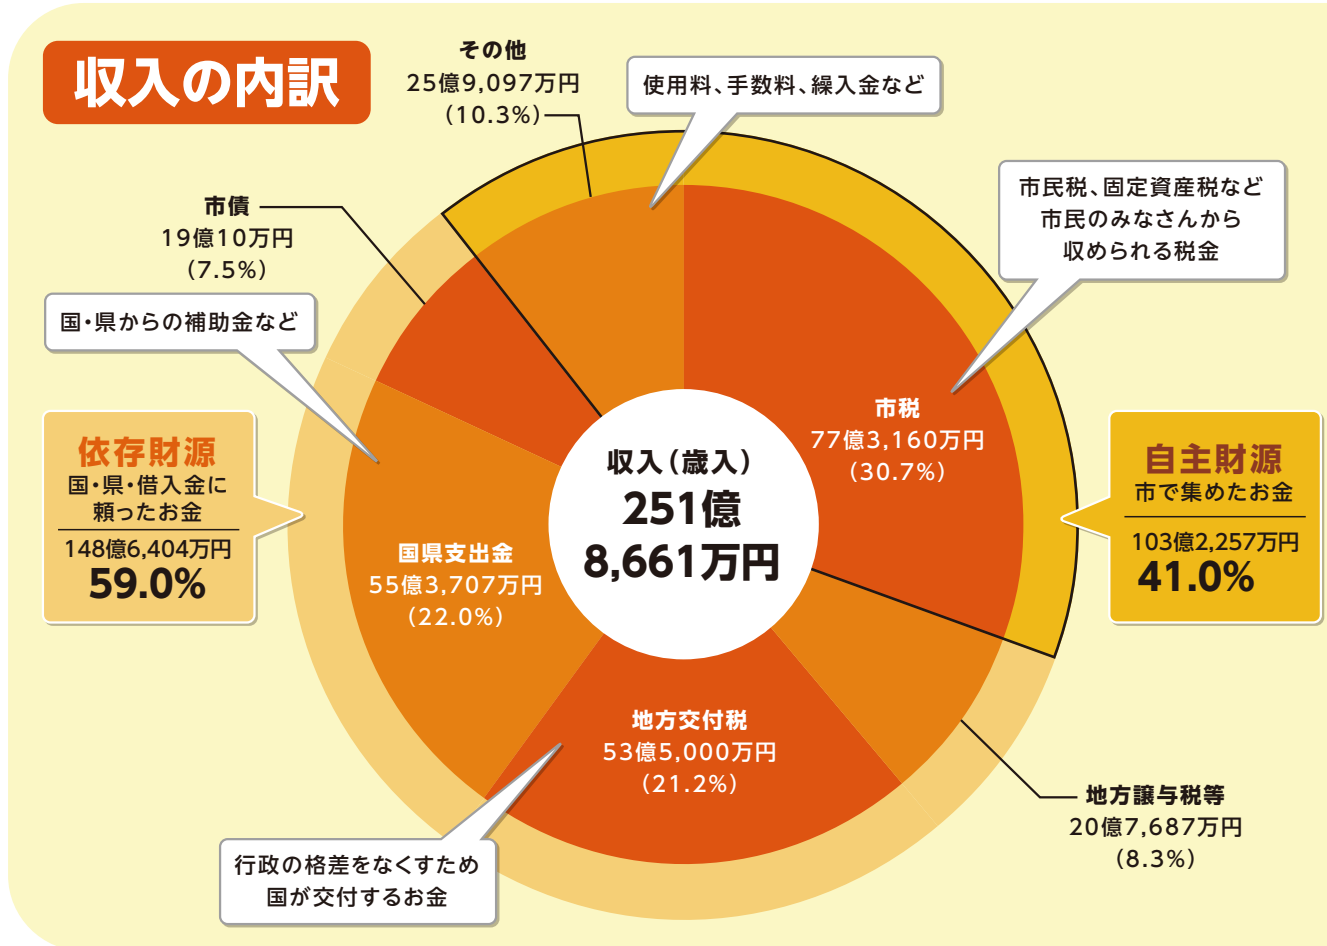 収入の内訳
その他
25億9,097万円
(10.3%)
使用料、手数料、繰入金など
市民税、固定資産税など
市民のみなさんから
収められる税金
市債
19億10万円
(7.5%)
国・県からの補助金など
依存財源
国・県・借入金に
頼ったお金
148億6,404万円
59.0%
収入(歳入)
251億
8,661万円
市税
77億3,160万円
(30.7%)
自主財源
市で集めたお金
103億2,257万円
41.0%
国県支出金
55億3,707万円
(22.0%)
地方交付税
53億5,000万円
(21.2%)
地方譲与税等
20億7,687万円
(8.3%)
行政の格差をなくすため
国が交付するお金